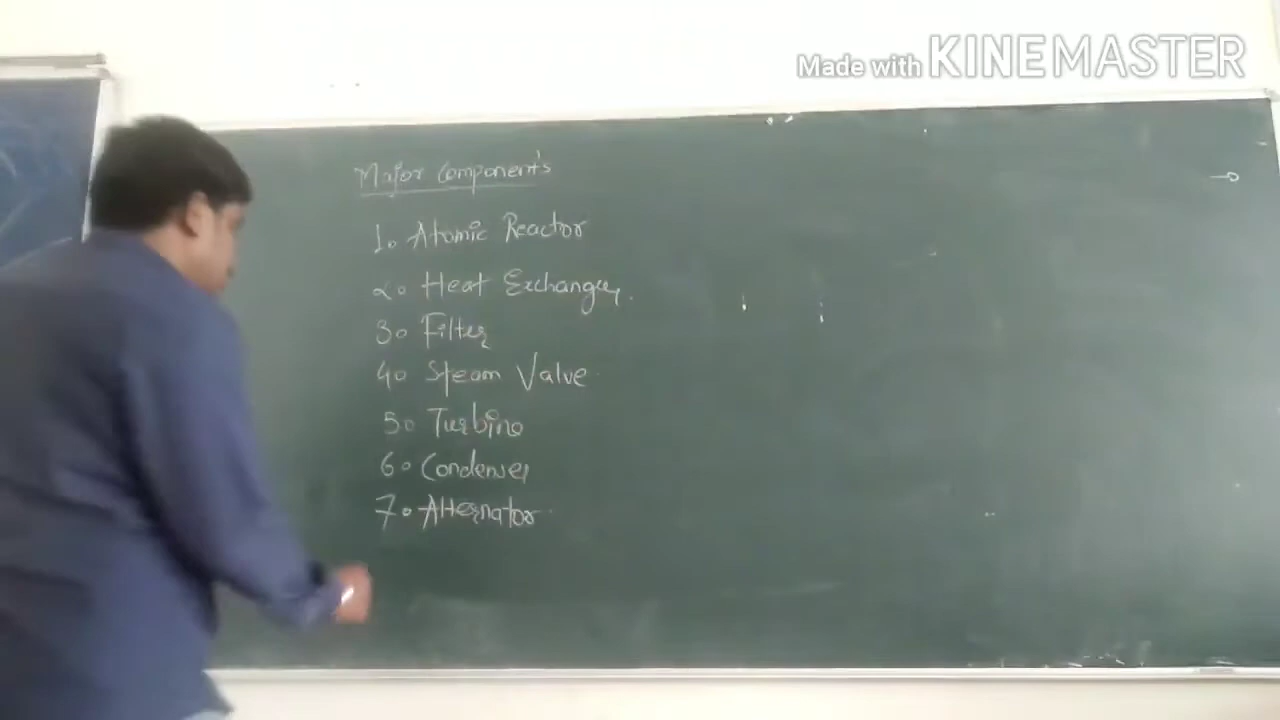 Made with KINEMASTER
Major Component's
1. Atomic Reactor
2. Heat Exchanger.
3. Filter
4. Steam Valve
5. Turbine
6. Condenser
7. Alternator